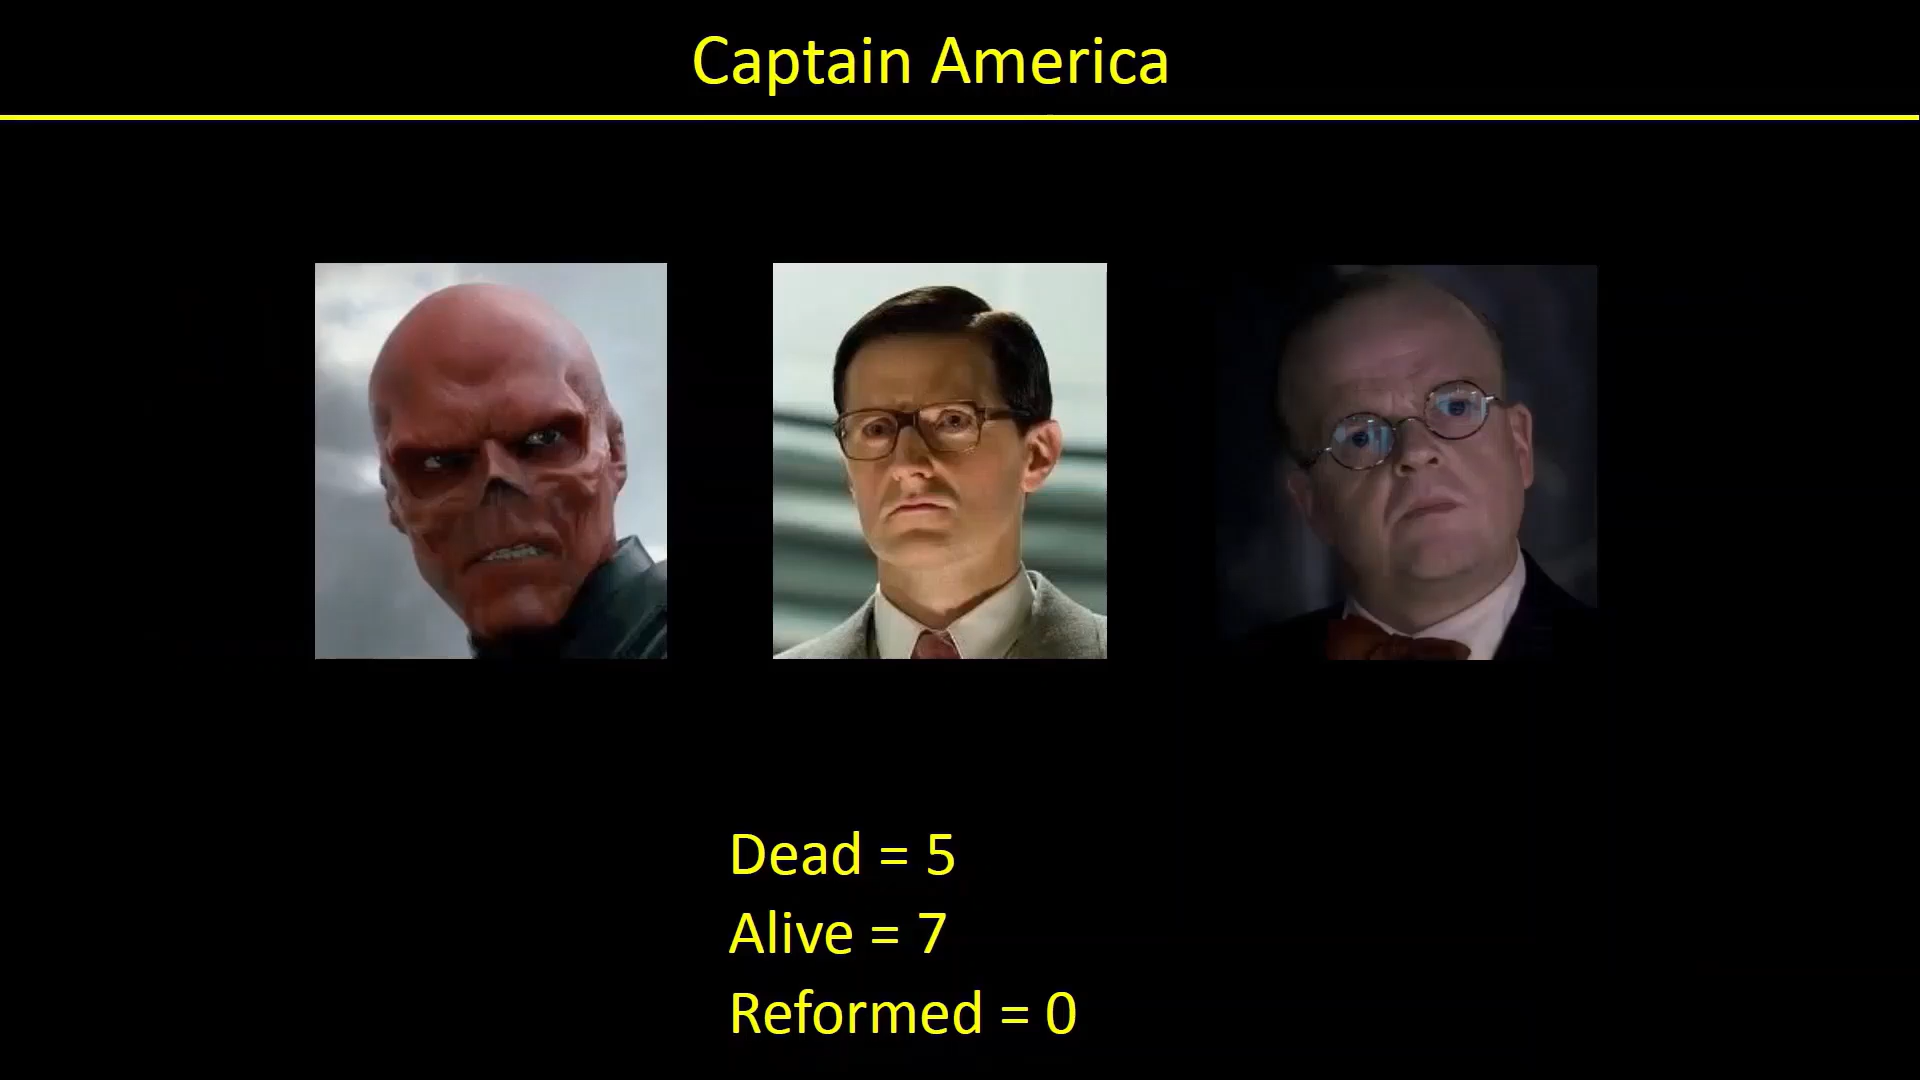 Captain America
Dead = 5
Alive = 7
Reformed = 0